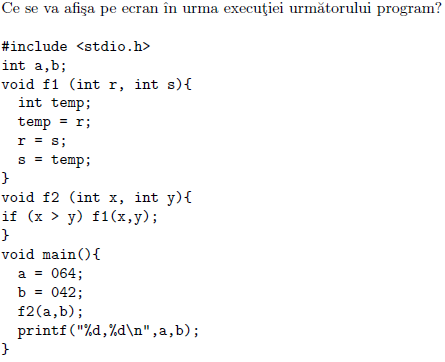 Ce se va afişa pe ecran în urma execuţiei următorului program?
#include <stdio.h>
int a,b;
void f1 (int r, int s){
  int temp;
  temp = r;
  r = s;
  s = temp;
}
void f2 (int x, int y){
if (x > y) f1(x,y);
}
void main(){
  a = 064;
  b = 042;
  f2(a,b);
  printf("%d,%d\n",a,b);
}